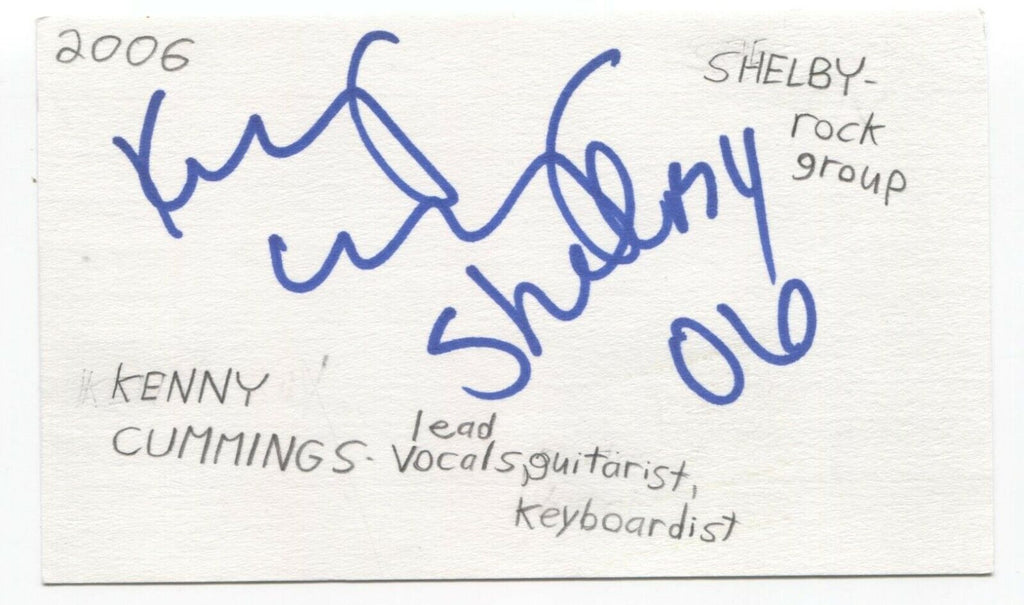 2006
SHELBY-
rock
group
Shelby
06
KENNY
CUMMINGS- lead
vocals, guitarist,
keyboardist